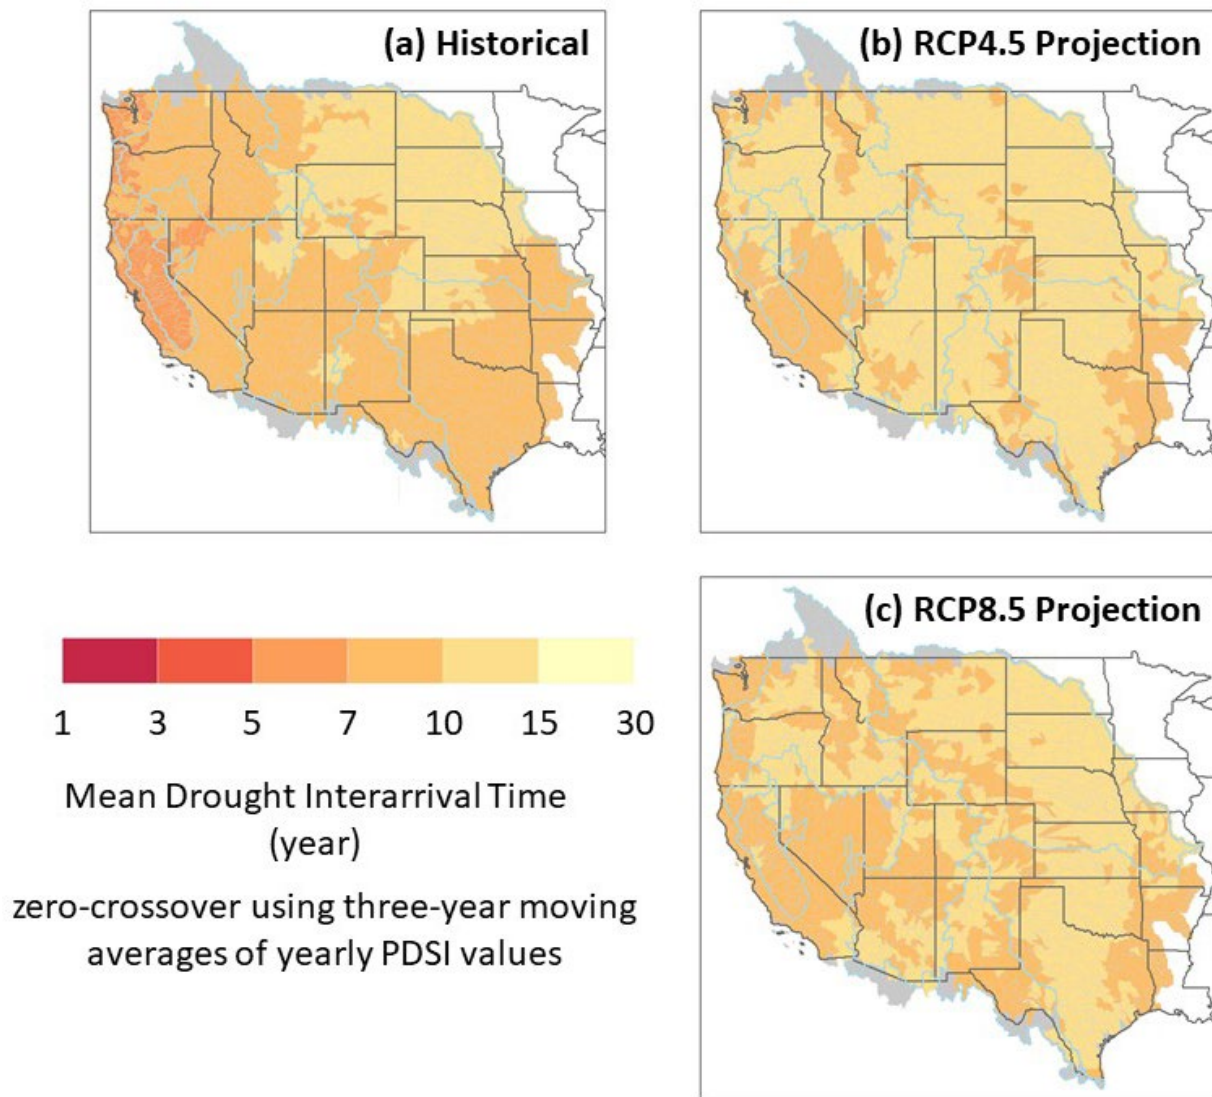 (a) Historical
(b) RCP4.5 Projection
(c) RCP8.5 Projection
1 3 5 7 10 15 30
Mean Drought Interarrival Time
(year)
zero-crossover using three-year moving
averages of yearly PDSI values